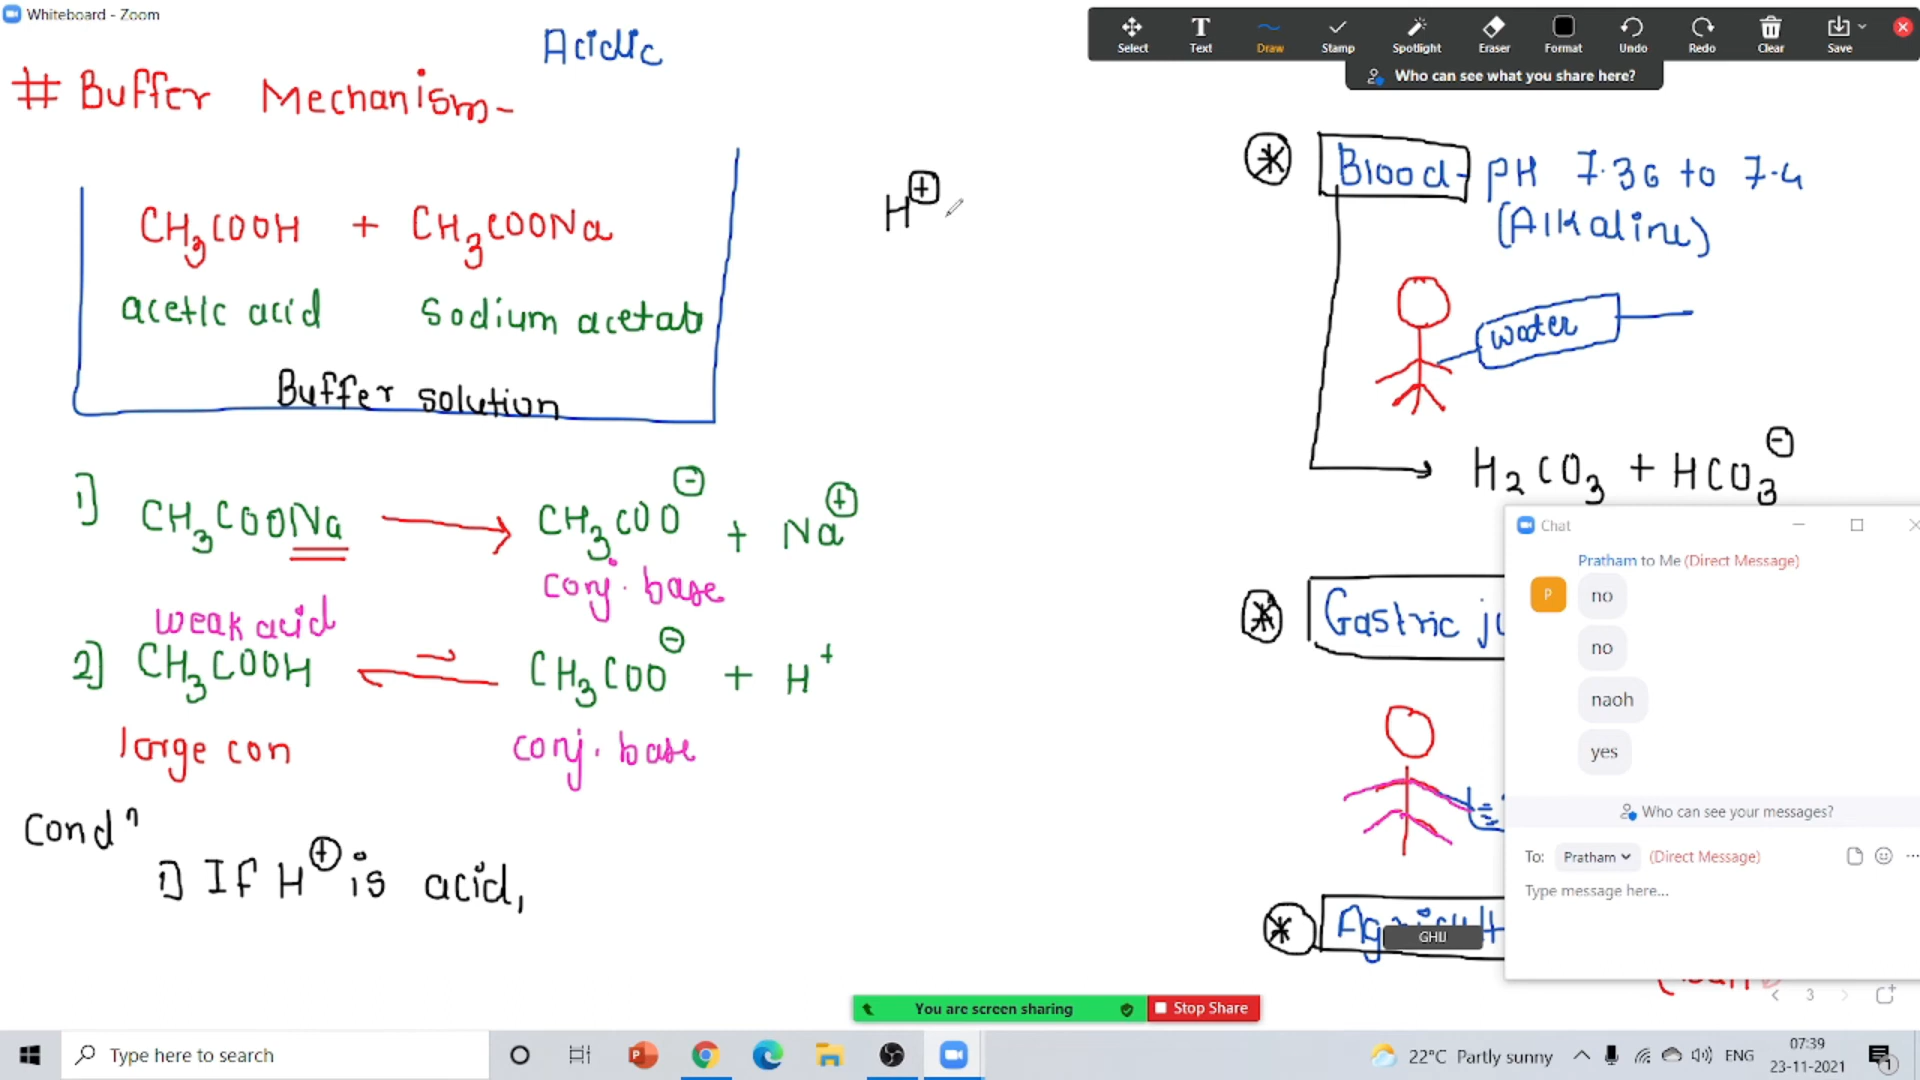 Whiteboard - Zoom
Select Text Draw Stamp Spotlight Eraser Format Undo Redo Clear Save
Who can see what you share here?
Acidic
# Buffer Mechanism-
CH3COOH + CH3COONa
acetic acid sodium acetate
Buffer solution
H⊕
1) CH3COONa → CH3COO⊖ + Na⊕
conj. base
weak acid
2) CH3COOH ⇌ CH3COO⊖ + H+
large con conj. base
Condn
1) If H⊕ is acid,
Blood- PH 7.36 to 7.4
(Alkaline)
water
H2CO3 + HCO3⊖
Gastric ju
Agricult
GHLI
Chat
Pratham to Me (Direct Message)
P
no
no
naoh
yes
Who can see your messages?
To: Pratham (Direct Message)
Type message here...
3
You are screen sharing
Stop Share
Type here to search
22°C Partly sunny
ENG
07:39
23-11-2021
1